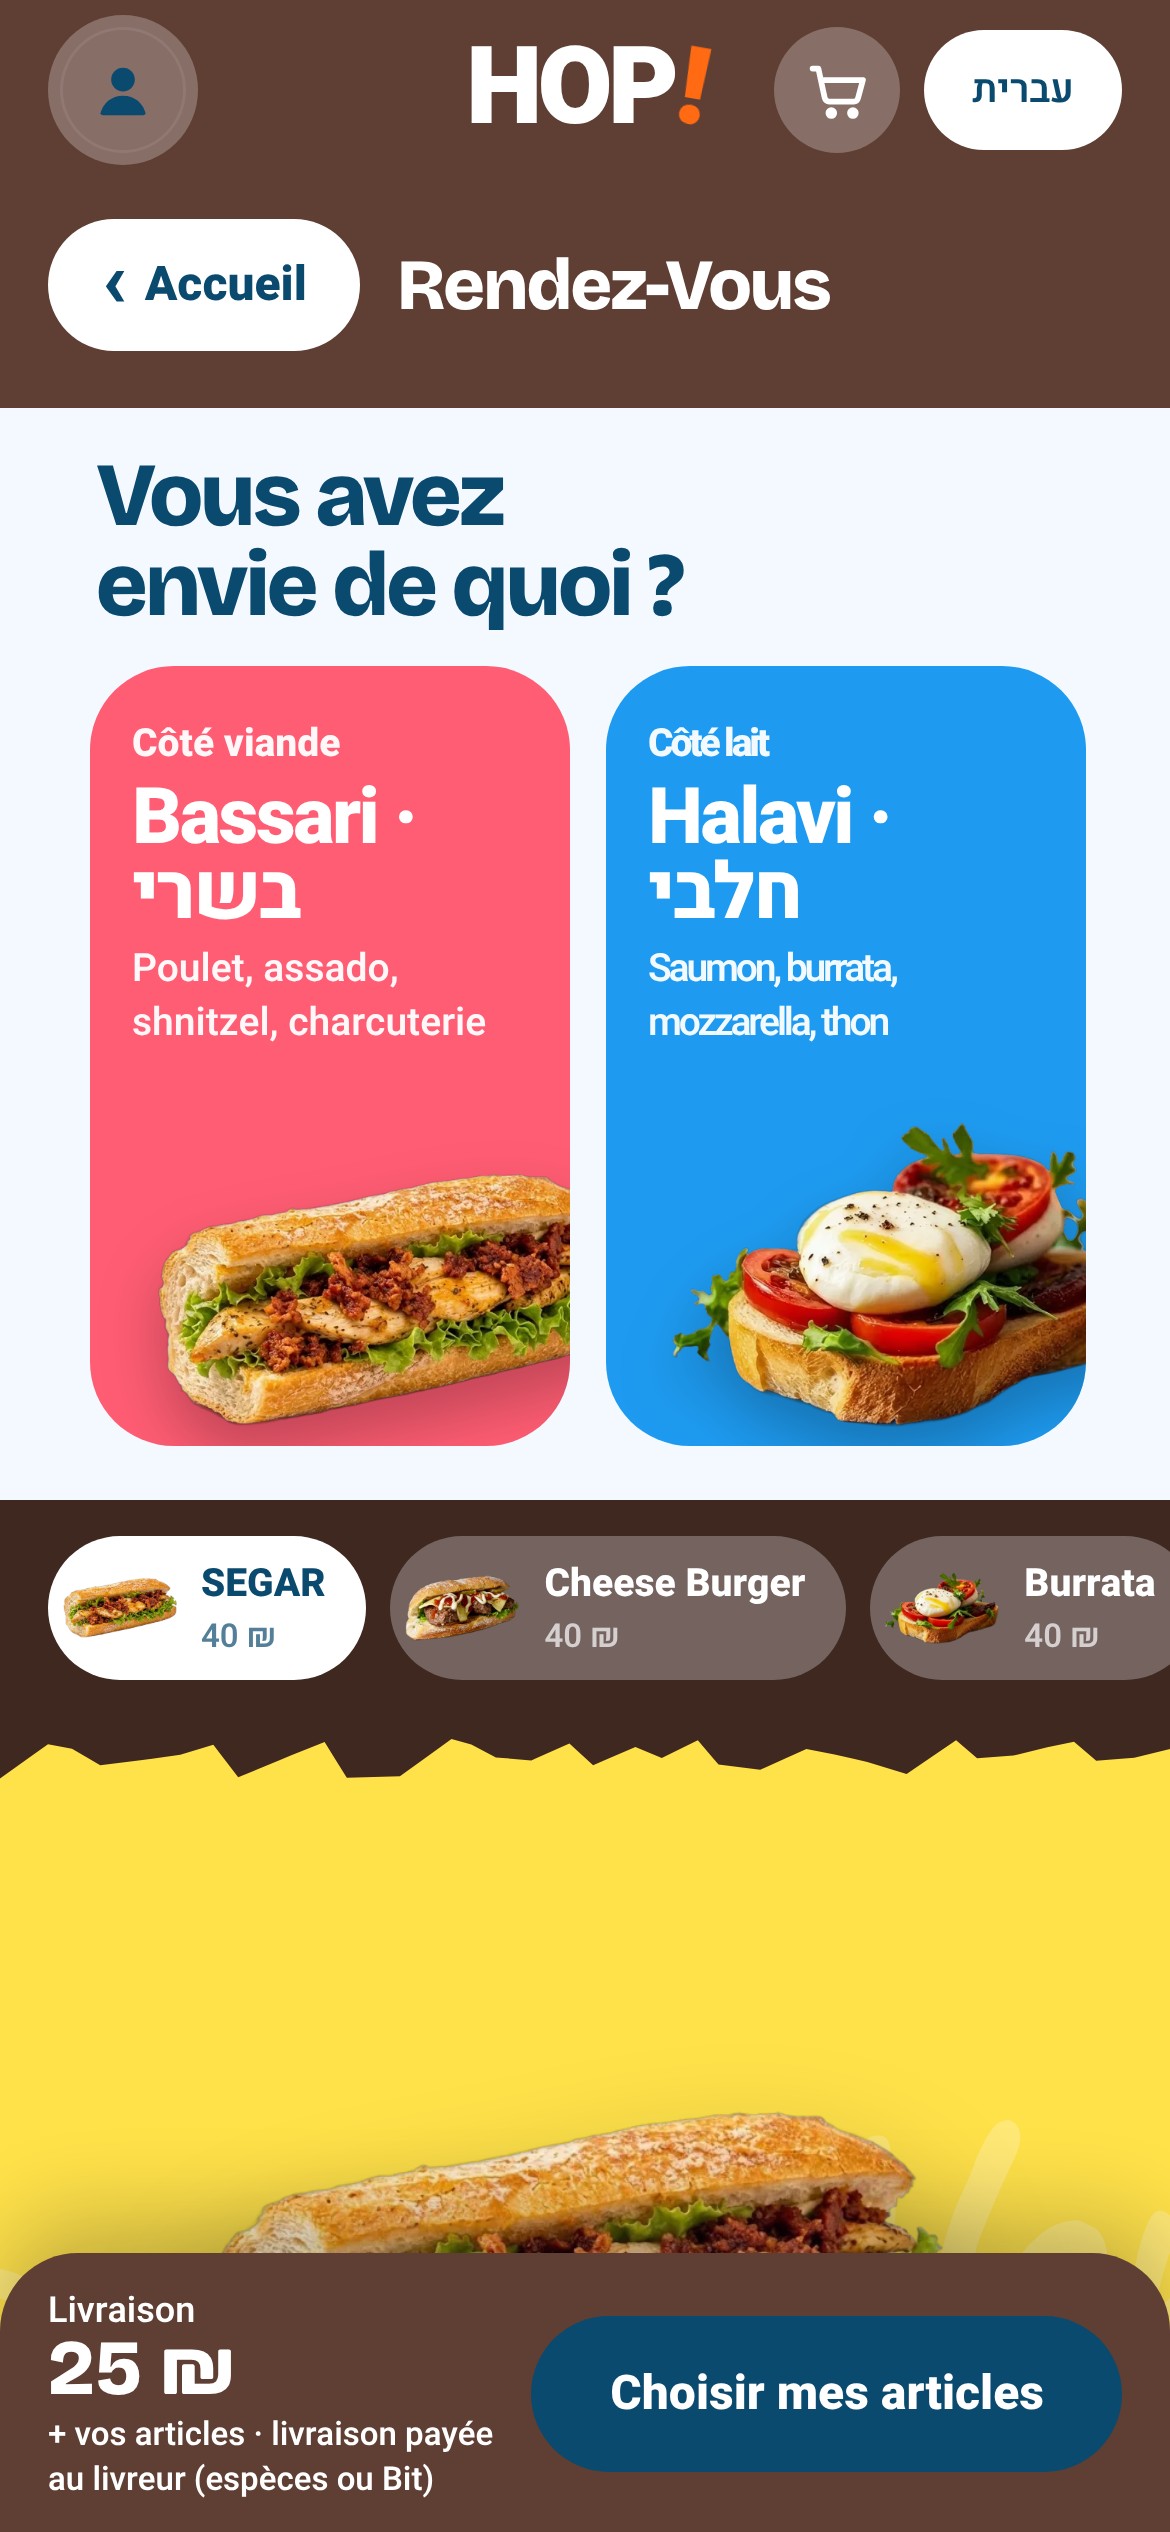 HOP!
עברית
‹ Accueil
Rendez-Vous
Vous avez
envie de quoi ?
Côté viande
Bassari ·
בשרי
Poulet, assado,
shnitzel, charcuterie
Côté lait
Halavi ·
חלבי
Saumon, burrata,
mozzarella, thon
SEGAR
40 ₪
Cheese Burger
40 ₪
Burrata
40 ₪
Livraison
25 ₪
+ vos articles · livraison payée
au livreur (espèces ou Bit)
Choisir mes articles